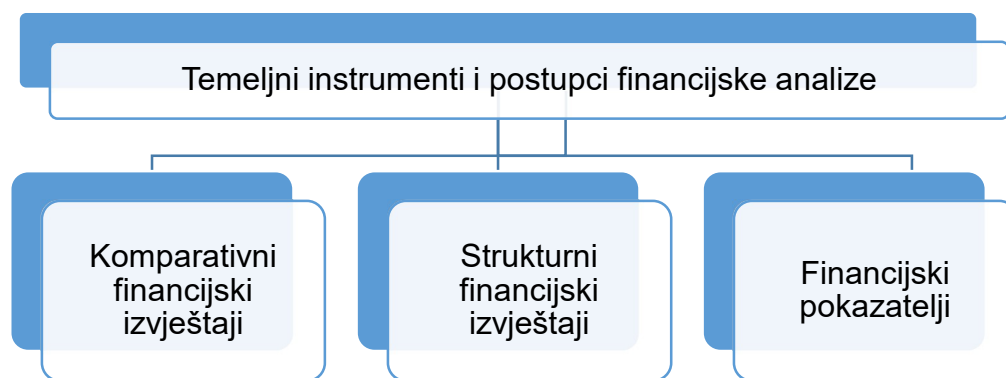 Temeljni instrumenti i postupci financijske analize
Komparativni
financijski
izvještaji
Strukturni
financijski
izvještaji
Financijski
pokazatelji